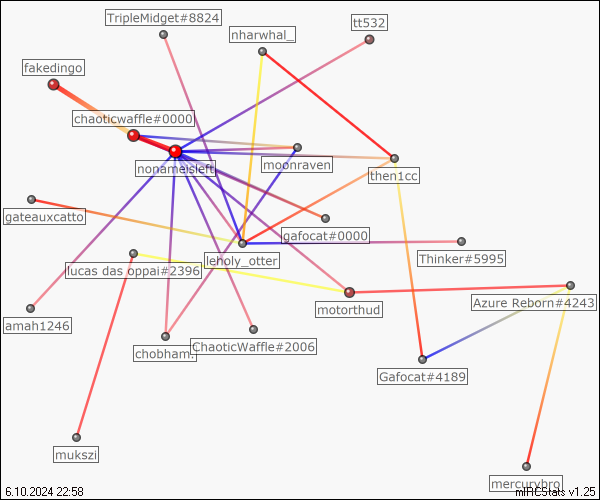 TripleMidget#8824
tt532
nharwhal_
fakedingo
chaoticwaffle#0000
nonameisleft
moonraven
then1cc
gateauxcatto
gafocat#0000
leholy_otter
Thinker#5995
lucas das oppai#2396
motorthud
Azure Reborn#4243
amah1246
chobham.
ChaoticWaffle#2006
Gafocat#4189
mukszi
mercurybro
6.10.2024 22:58
mIRCStats v1.25